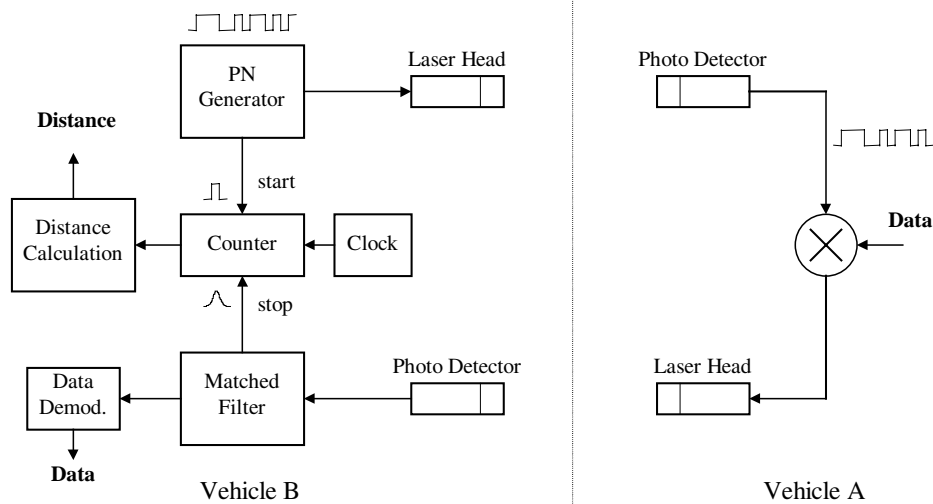 PN
Generator
Laser Head
Photo Detector
Distance
start
Distance
Calculation
Counter
Clock
Data
stop
Data
Demod.
Matched
Filter
Photo Detector
Laser Head
Data
Vehicle B
Vehicle A